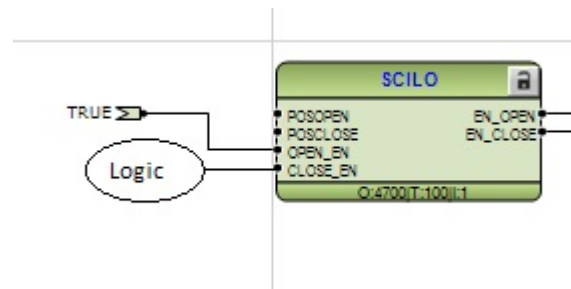 SCILO
TRUE
POSOPEN EN_OPEN
POSCLOSE EN_CLOSE
OPEN_EN
Logic
CLOSE_EN
O:4700|T:100|I:1